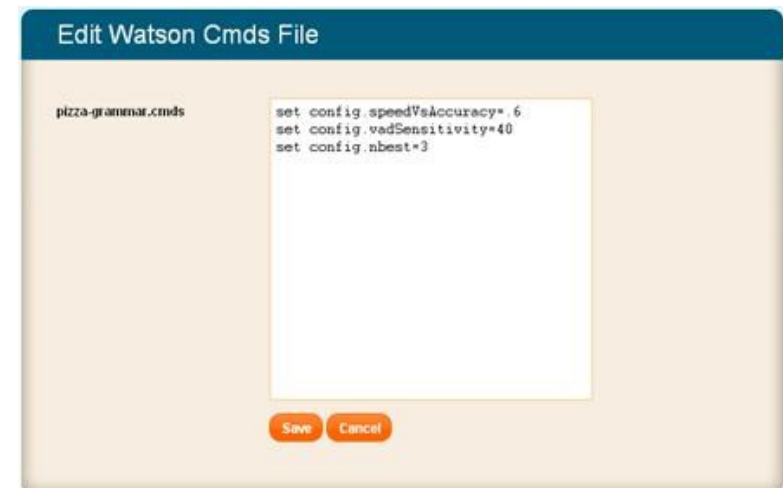 Edit Watson Cmds File
pizza-grammar.cmds
set config.speedVsAccuracy=.6
set config.vadSensitivity=40
set config.nbest=3
Save Cancel